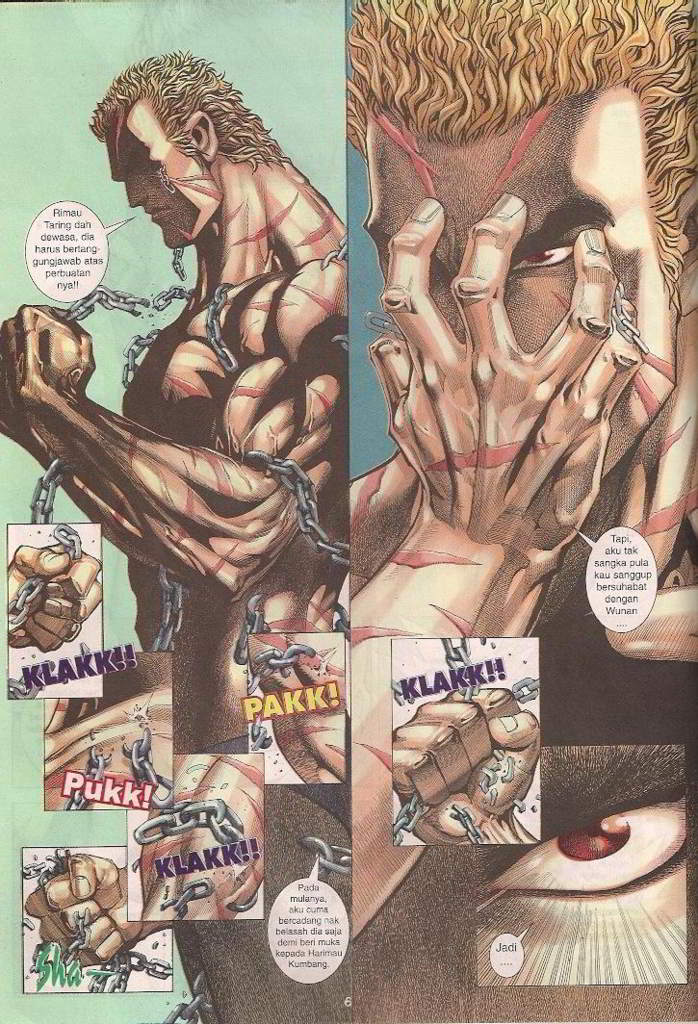 Rimau
Taring dah
dewasa, dia
harus bertang-
gungjawab atas
perbuatan
nya!!
KLAKK!!
PAKK!
Pukk!
KLAKK!!
Sha-
Pada
mulanya,
aku cuma
bercadang nak
belasah dia saja
demi beri muka
kepada Harimau
Kumbang.
Tapi,
aku tak
sangka pula
kau sanggup
bersuhabat
dengan
Wunan
....
KLAKK!!
Jadi
....
6